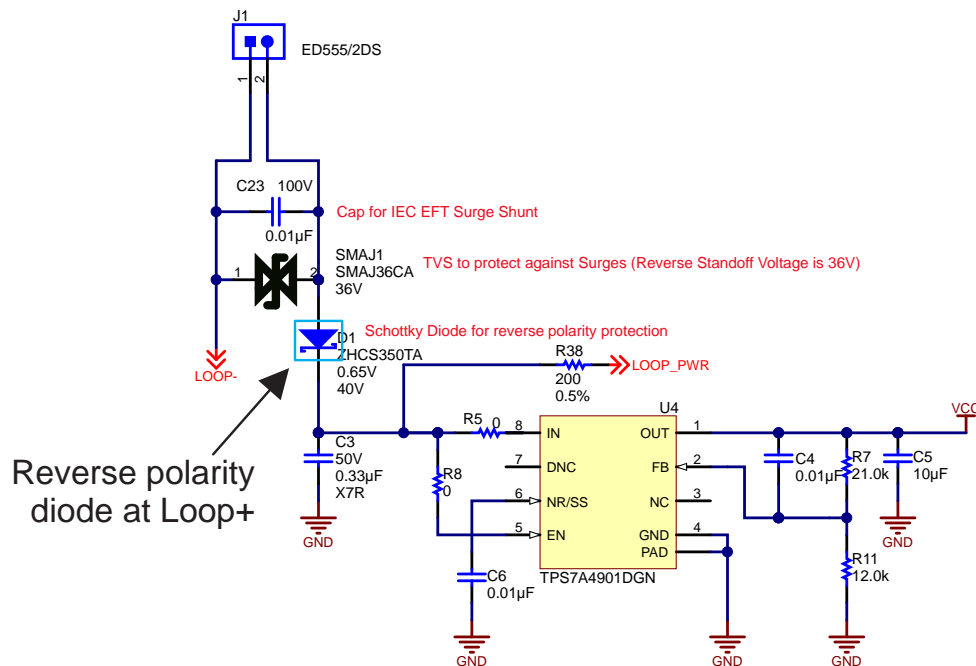 J1
ED555/2DS
1
2
C23
100V
0.01µF
Cap for IEC EFT Surge Shunt
SMAJ1
SMAJ36CA
36V
1
2
TVS to protect against Surges (Reverse Standoff Voltage is 36V)
Schottky Diode for reverse polarity protection
D1
ZHCS350TA
0.65V
40V
LOOP-
R38
200
0.5%
LOOP_PWR
Reverse polarity
diode at Loop+
C3
50V
0.33µF
X7R
GND
R5
0
R8
0
C6
0.01µF
GND
U4
8
IN
7
DNC
6
NR/SS
5
EN
OUT
1
FB
2
NC
3
GND
4
PAD
TPS7A4901DGN
GND
C4
0.01µF
R7
21.0k
C5
10µF
GND
VCC
R11
12.0k
GND